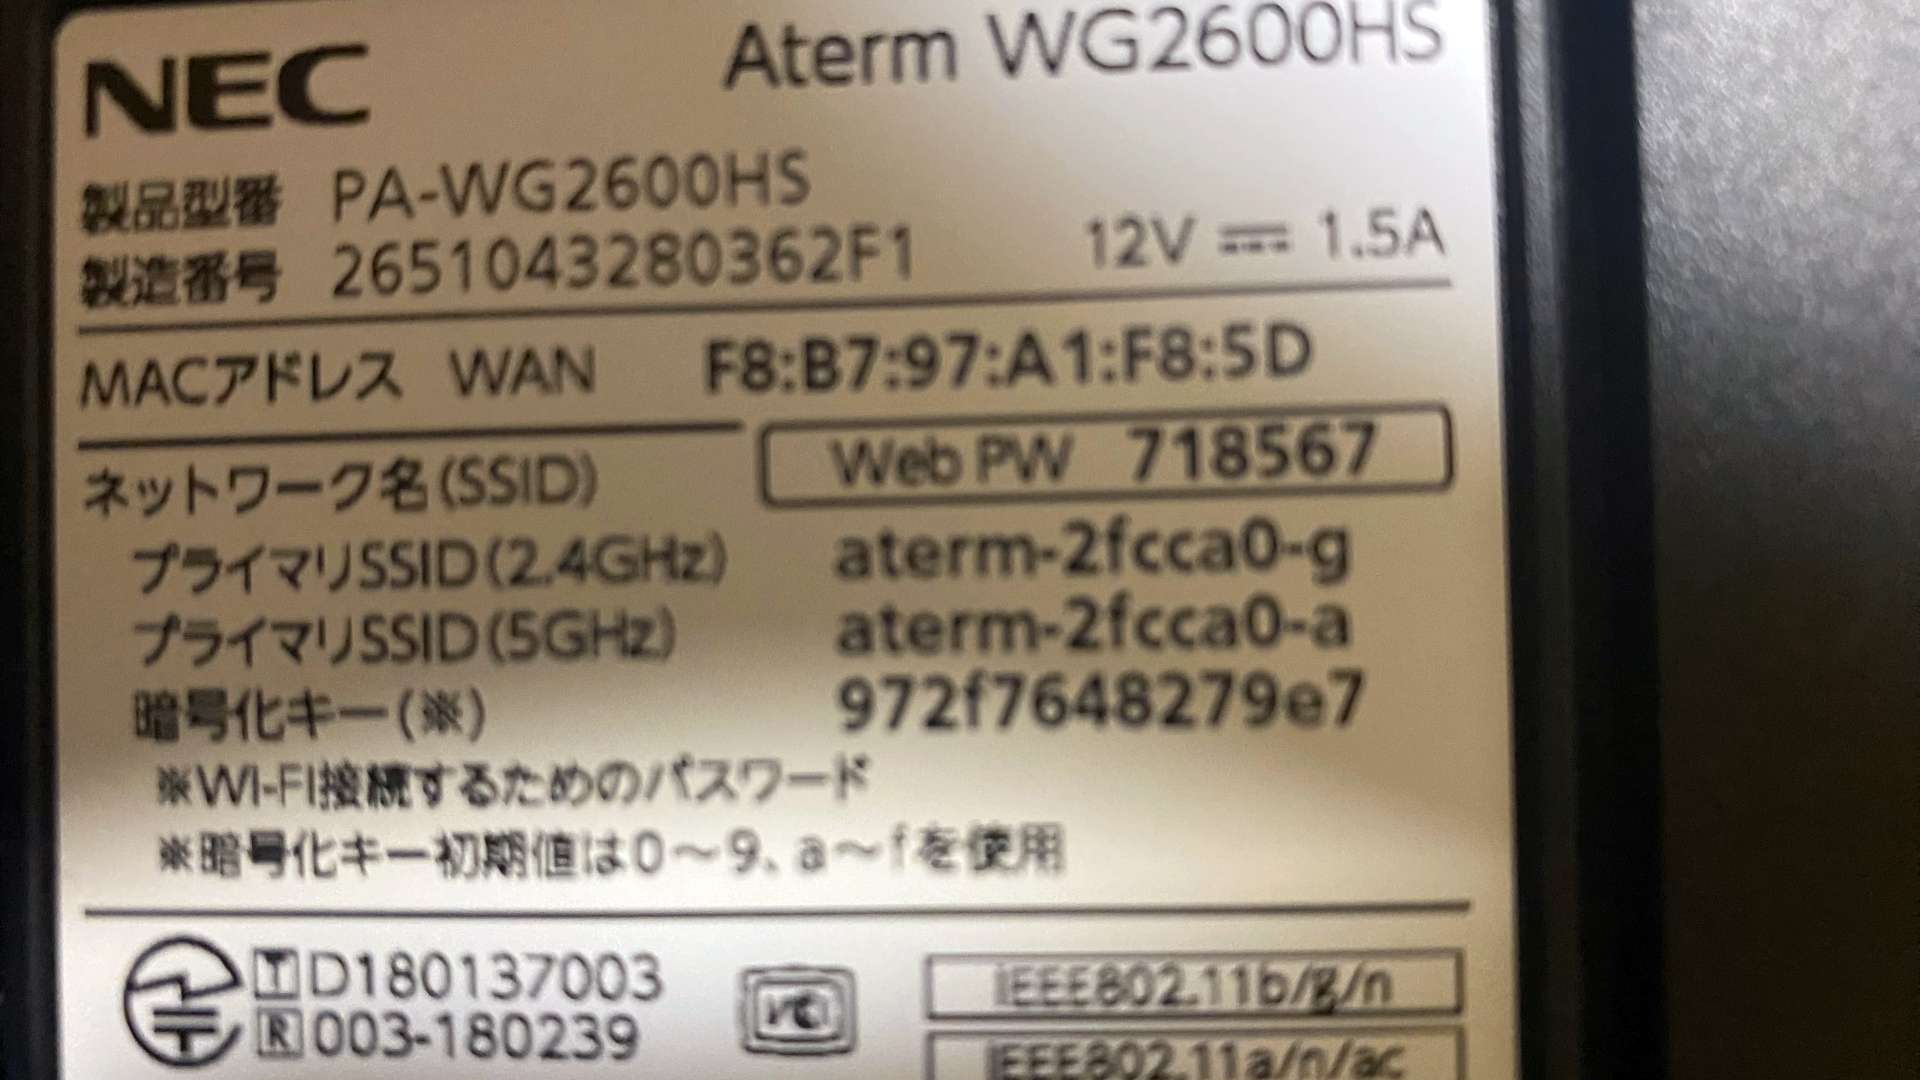 NEC
Aterm WG2600HS
製品型番 PA-WG2600HS
製造番号 2651043280362F1 12V ⎓ 1.5A
MACアドレス WAN F8:B7:97:A1:F8:5D
Web PW 718567
ネットワーク名(SSID)
プライマリSSID(2.4GHz) aterm-2fcca0-g
プライマリSSID(5GHz) aterm-2fcca0-a
暗号化キー(※) 972f7648279e7
※WI-FI接続するためのパスワード
※暗号化キー初期値は0～9、a～fを使用
T D180137003
R 003-180239
IEEE802.11b/g/n
IEEE802.11a/n/ac